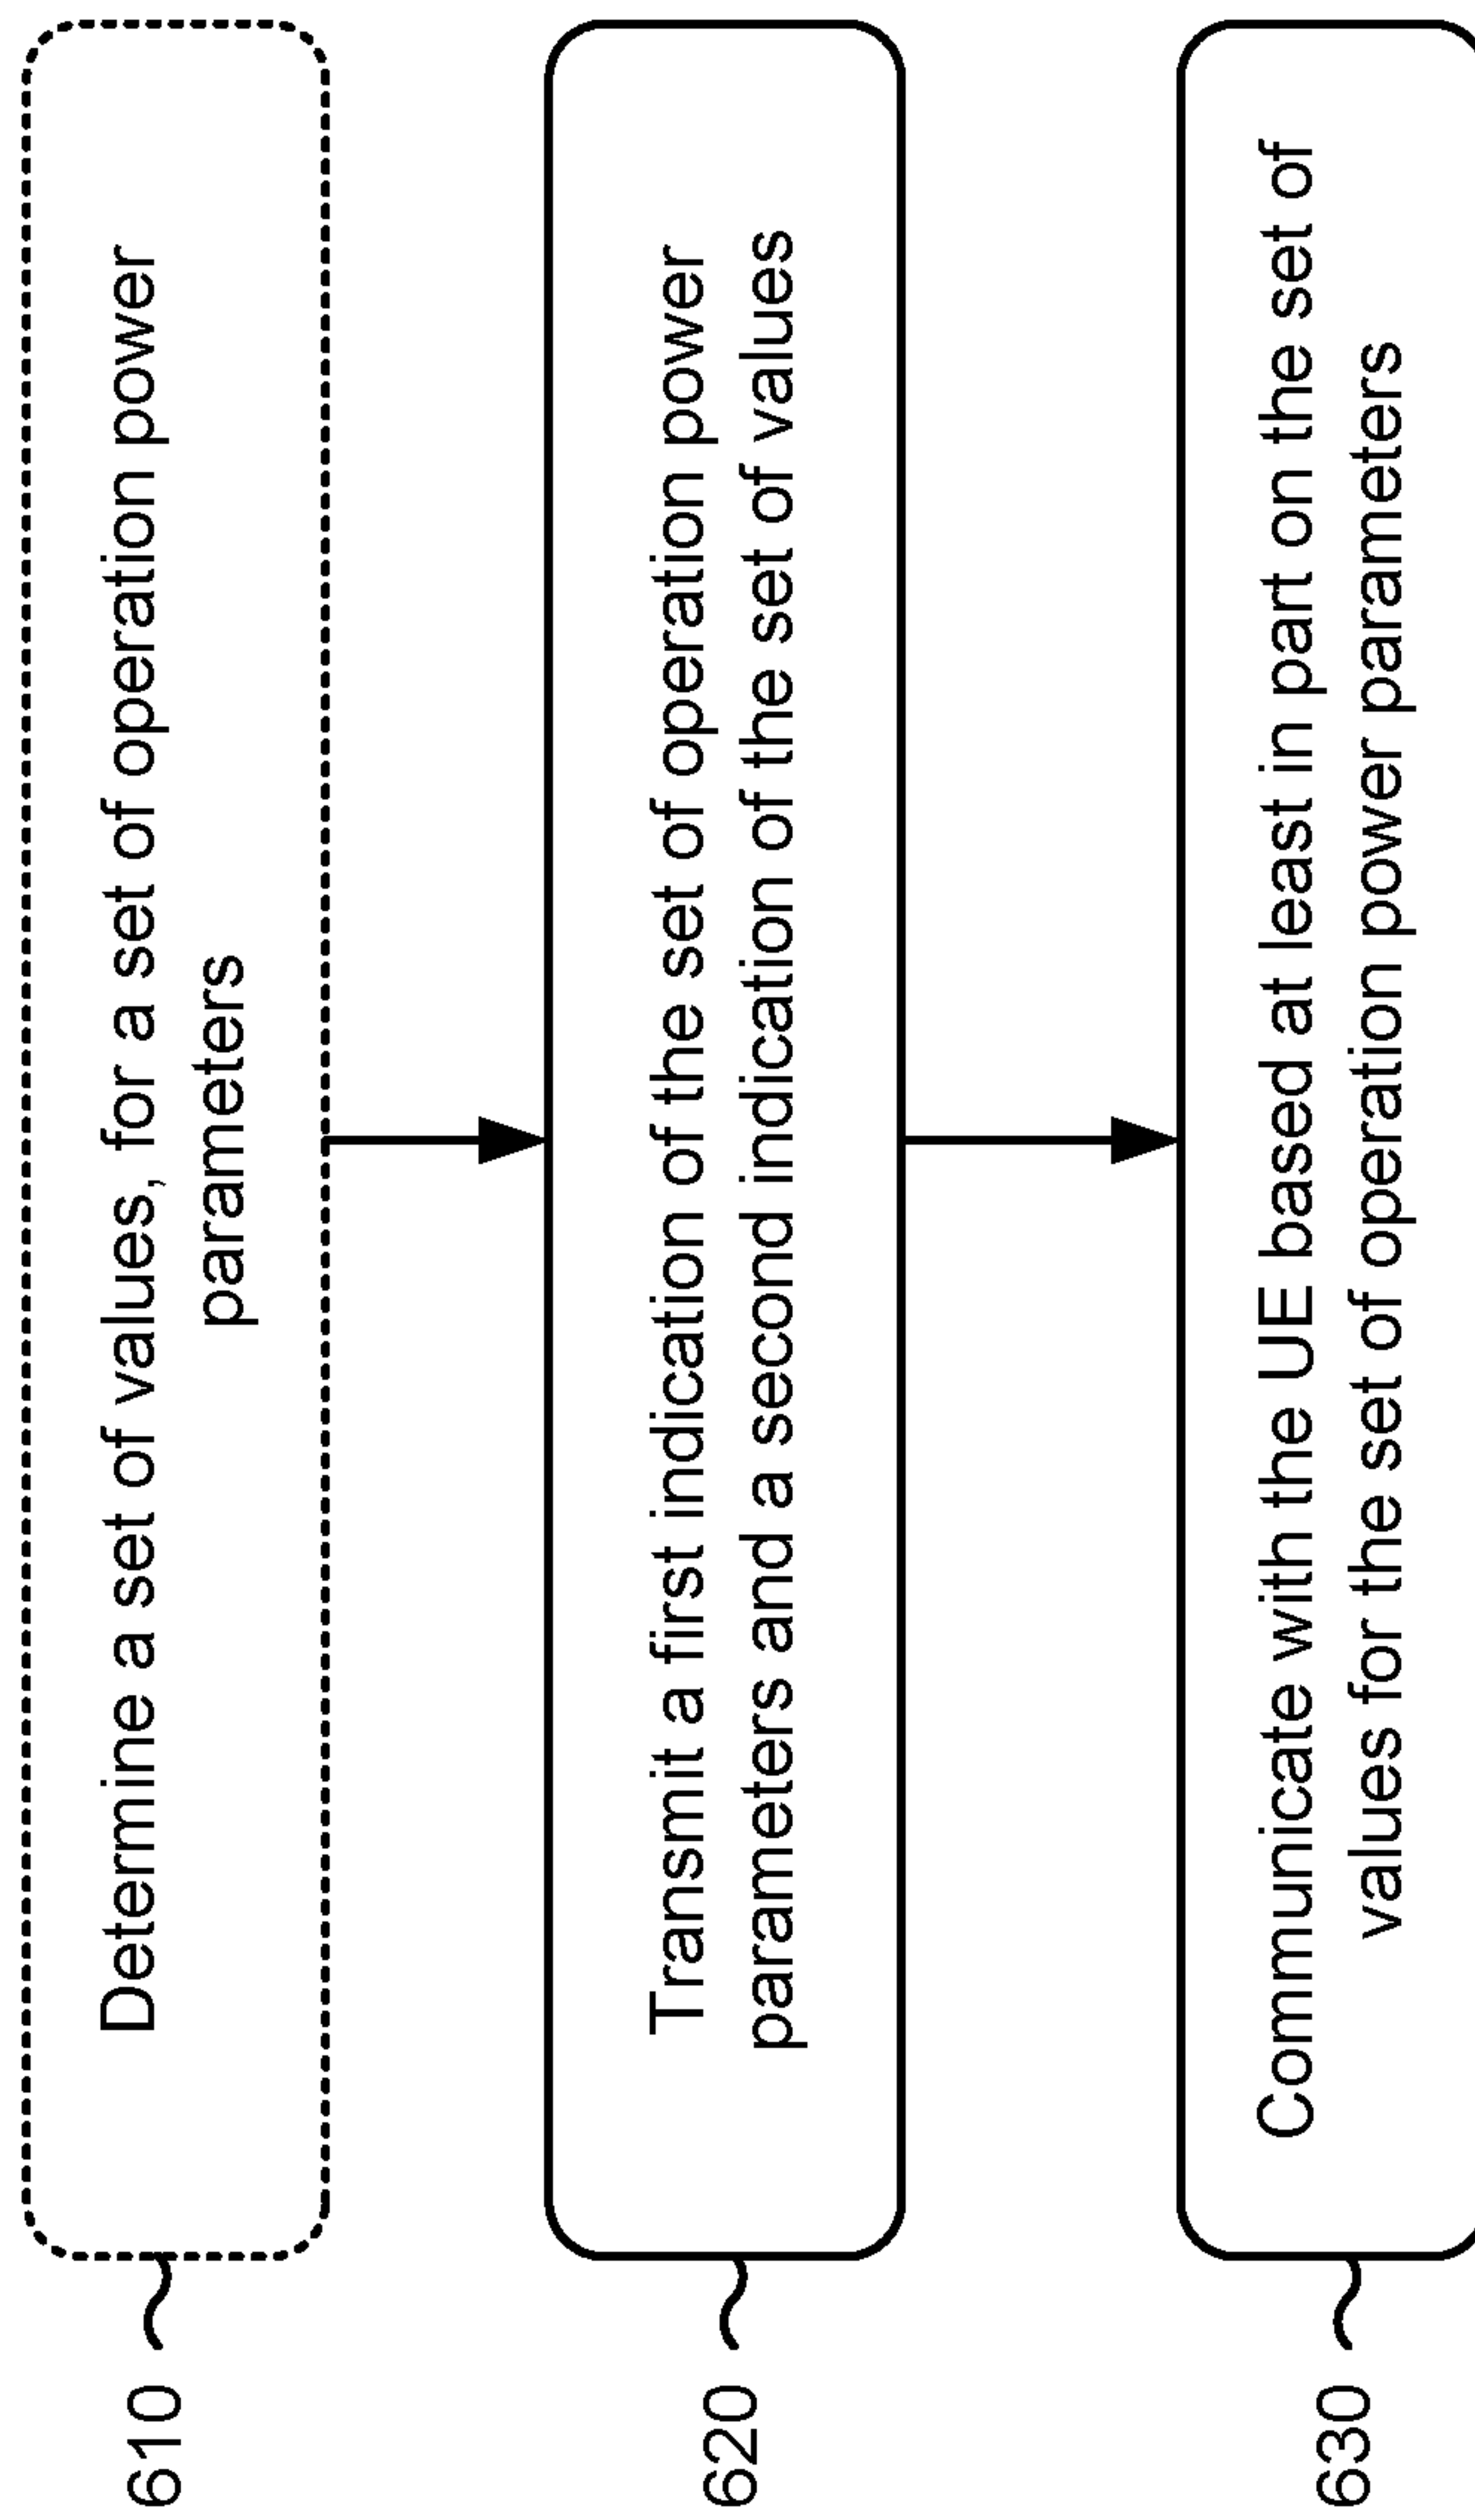 610
Determine a set of values, for a set of operation power
parameters
620
Transmit a first indication of the set of operation power
parameters and a second indication of the set of values
630
Communicate with the UE based at least in part on the set of
values for the set of operation power parameters